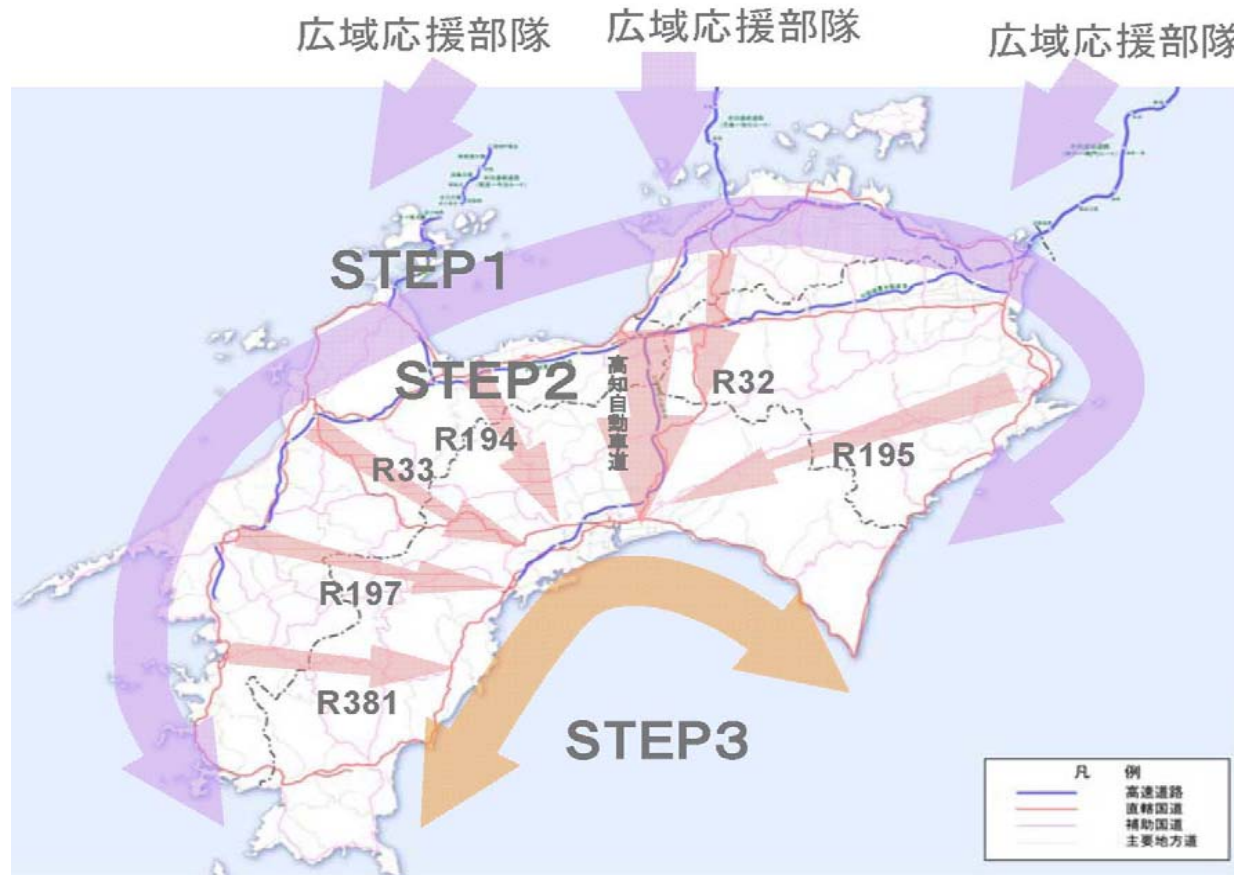 広域応援部隊
広域応援部隊
広域応援部隊
STEP1
STEP2
高知自動車道
R32
R194
R33
R195
R197
R381
STEP3
凡 例
高速道路
直轄国道
補助国道
主要地方道